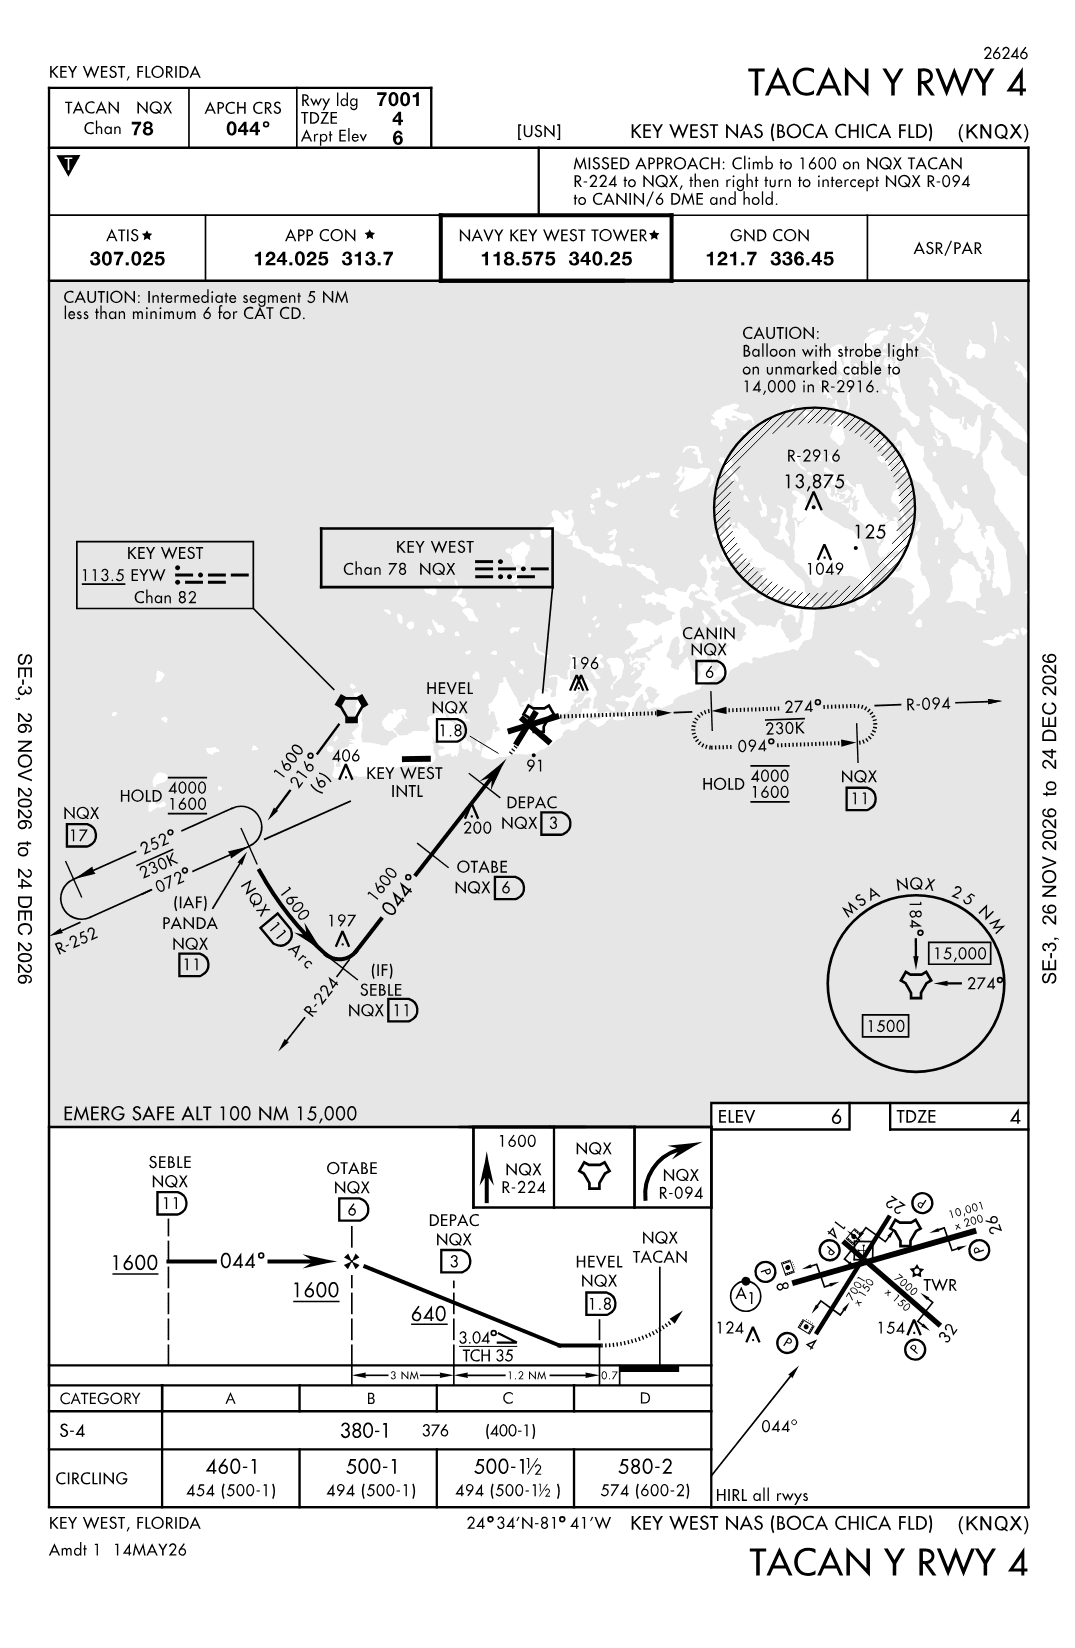 26246
KEY WEST, FLORIDA
TACAN Y RWY 4
TACAN NQX
Chan 78
APCH CRS
044°
Rwy ldg 7001
TDZE 4
Arpt Elev 6
[USN]
KEY WEST NAS (BOCA CHICA FLD) (KNQX)
T
MISSED APPROACH: Climb to 1600 on NQX TACAN
R-224 to NQX, then right turn to intercept NQX R-094
to CANIN/6 DME and hold.
ATIS★
307.025
APP CON ★
124.025 313.7
NAVY KEY WEST TOWER★
118.575 340.25
GND CON
121.7 336.45
ASR/PAR
CAUTION: Intermediate segment 5 NM
less than minimum 6 for CAT CD.
CAUTION:
Balloon with strobe light
on unmarked cable to
14,000 in R-2916.
R-2916
13,875
125
1049
KEY WEST
113.5 EYW
Chan 82
KEY WEST
Chan 78 NQX
CANIN
NQX
6
196
HEVEL
NQX
1.8
274°
230K
094°
R-094
HOLD 4000
1600
NQX
11
91
1600
216°
(6)
406
KEY WEST
INTL
HOLD 4000
1600
NQX
17
252°
230K
072°
R-252
(IAF)
PANDA
NQX
11
DEPAC
NQX 3
200
OTABE
NQX 6
1600
044°
1600
NQX 11 Arc
197
(IF)
SEBLE
NQX 11
R-224
MSA NQX 25 NM
184°
15,000
274°
1500
EMERG SAFE ALT 100 NM 15,000
ELEV 6
TDZE 4
SEBLE
NQX
11
OTABE
NQX
6
DEPAC
NQX
3
HEVEL
NQX
1.8
NQX
TACAN
1600
NQX
R-224
NQX
NQX
R-094
1600
044°
1600
640
3.04°
TCH 35
3 NM
1.2 NM
0.7
CATEGORY A B C D
S-4 380-1 376 (400-1)
CIRCLING
460-1
454 (500-1)
500-1
494 (500-1)
500-1½
494 (500-1½ )
580-2
574 (600-2)
22
P
10,001
x 200
26
P
14
P
P
8
A1
7001
x 150
7000
x 150
TWR
124
154
P
4
32
P
044°
HIRL all rwys
KEY WEST, FLORIDA
Amdt 1 14MAY26
24°34'N-81°41'W
KEY WEST NAS (BOCA CHICA FLD) (KNQX)
TACAN Y RWY 4
SE-3, 26 NOV 2026 to 24 DEC 2026
SE-3, 26 NOV 2026 to 24 DEC 2026